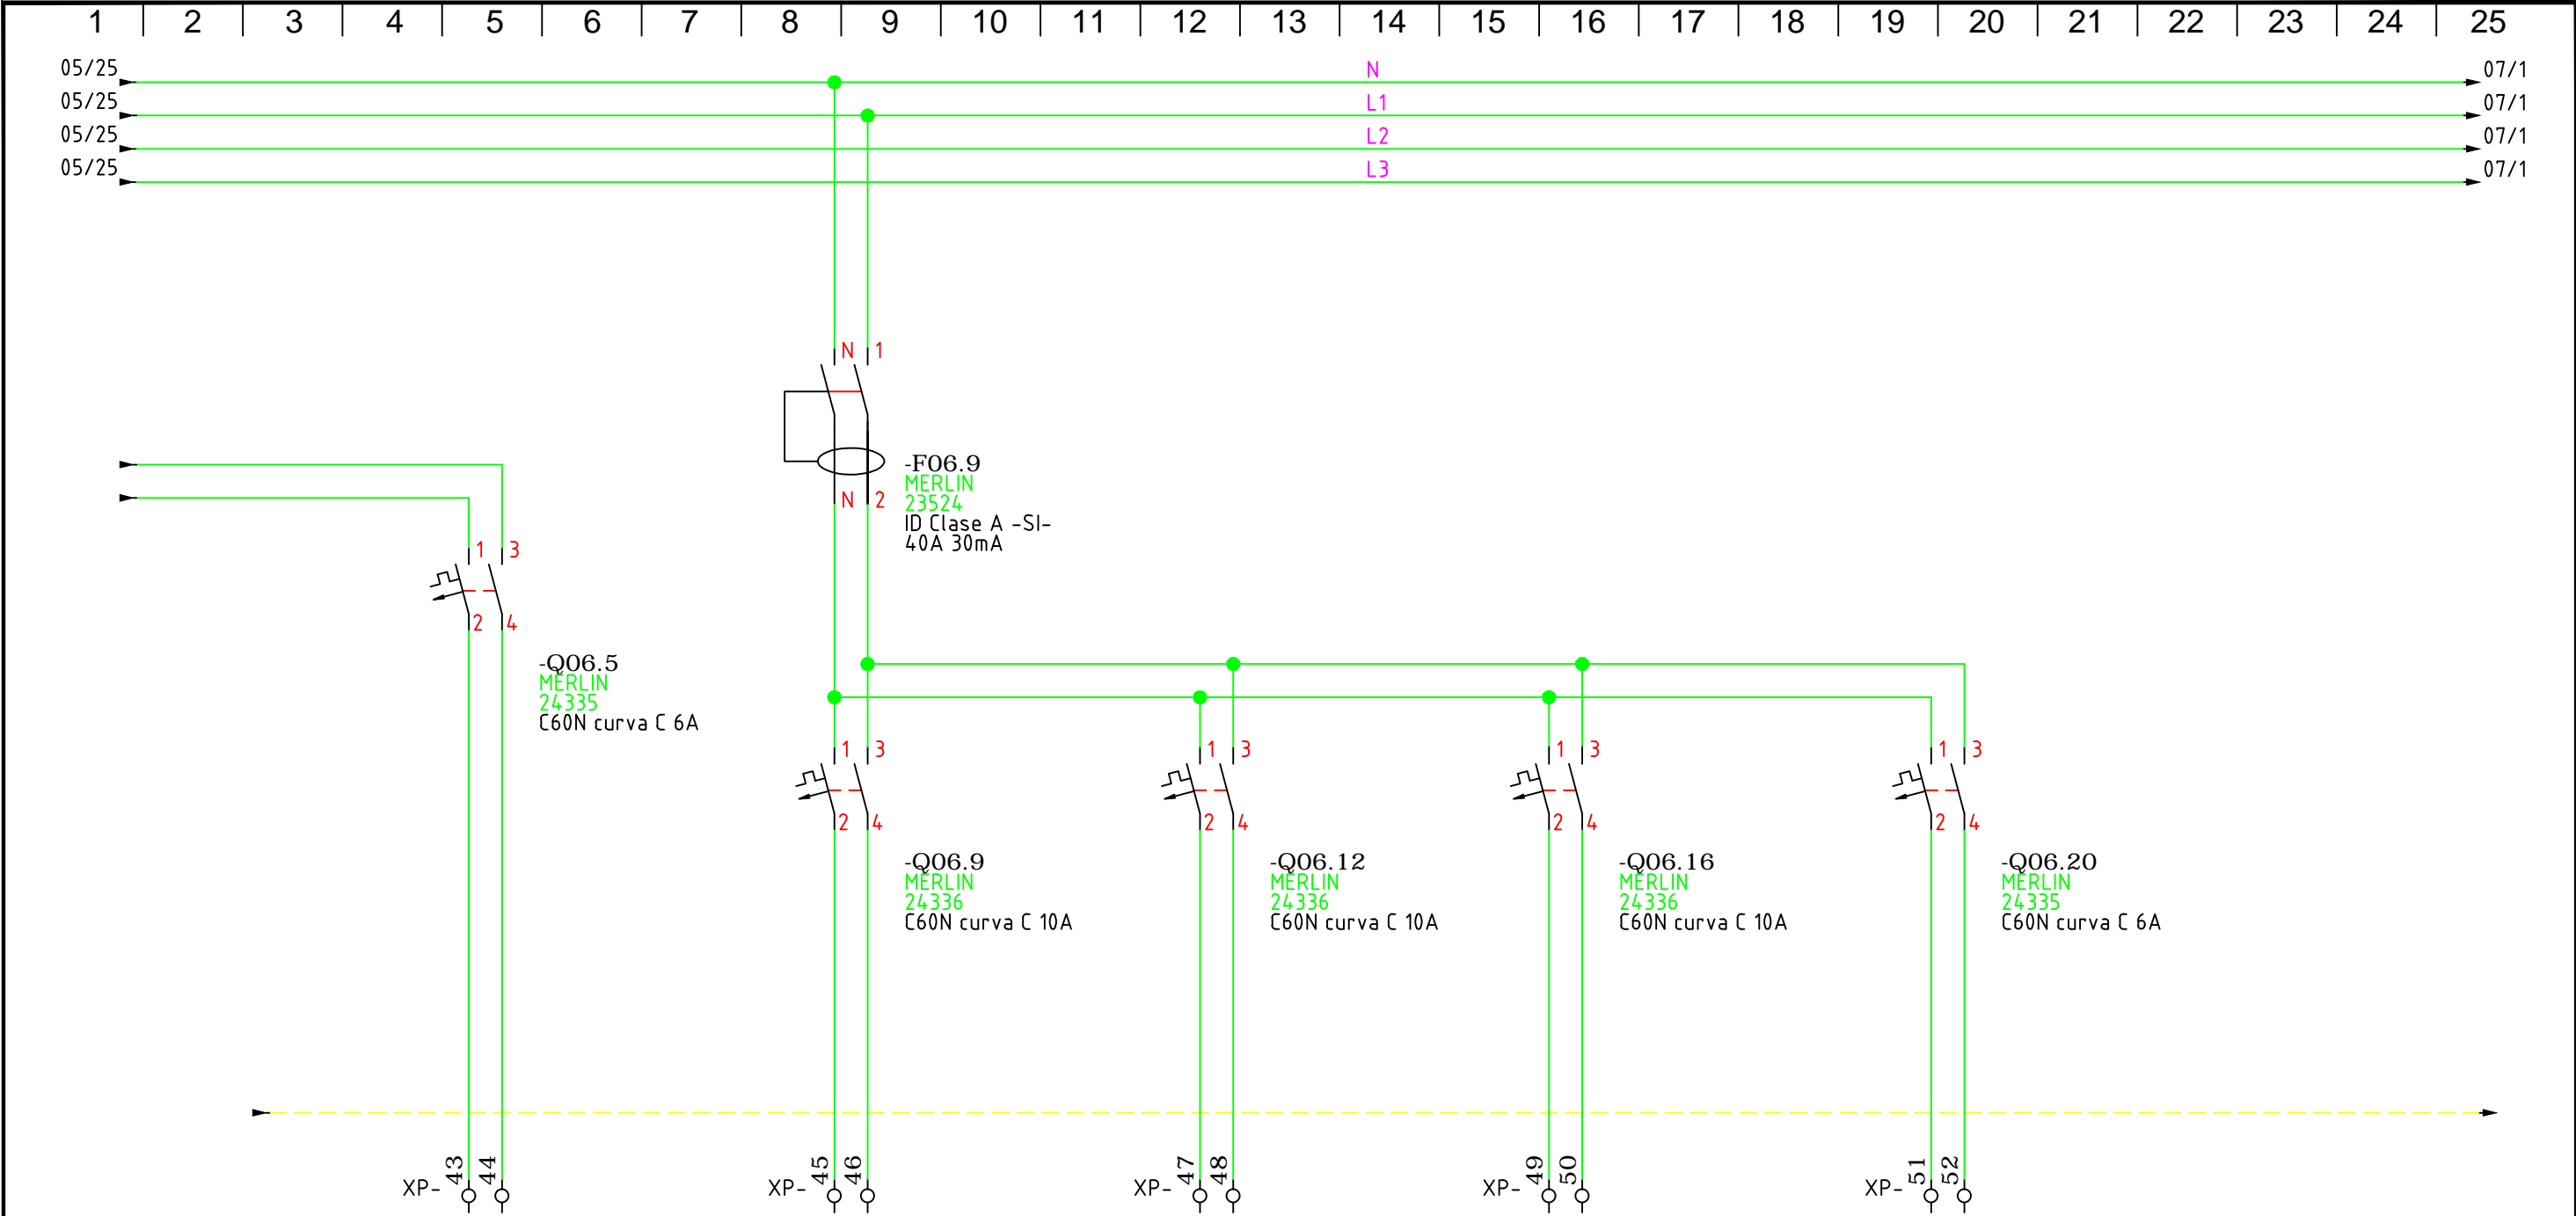 1 2 3 4 5 6 7 8 9 10 11 12 13 14 15 16 17 18 19 20 21 22 23 24 25
05/25 N 07/1
05/25 L1 07/1
05/25 L2 07/1
05/25 L3 07/1
N 1
-F06.9
MERLIN
23524
ID Clase A -SI-
40A 30mA
N 2
1 3
2 4
-Q06.5
MERLIN
24335
C60N curva C 6A
1 3 1 3 1 3 1 3
2 4 2 4 2 4 2 4
-Q06.9
MERLIN
24336
C60N curva C 10A
-Q06.12
MERLIN
24336
C60N curva C 10A
-Q06.16
MERLIN
24336
C60N curva C 10A
-Q06.20
MERLIN
24335
C60N curva C 6A
XP- 43 44
XP- 45 46
XP- 47 48
XP- 49 50
XP- 51 52